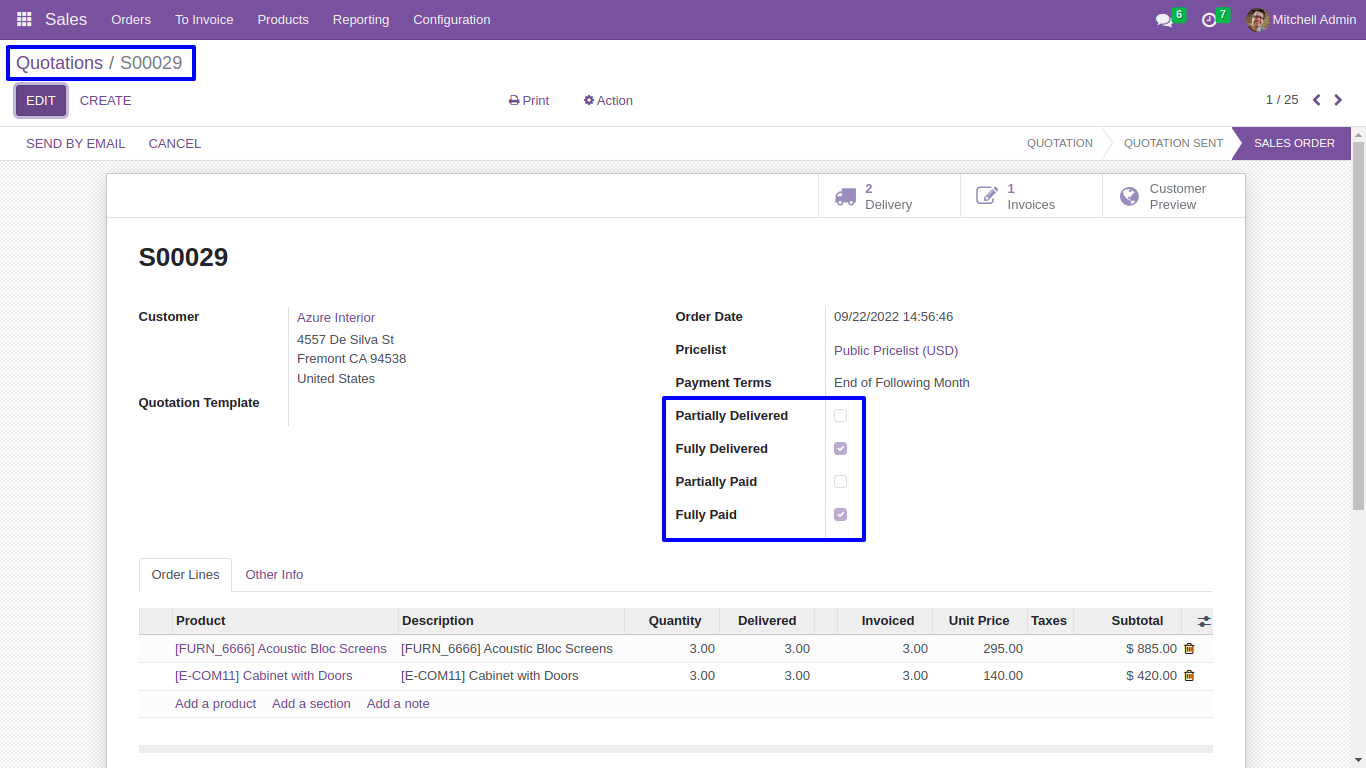 Sales Orders To Invoice Products Reporting Configuration 6 7 Mitchell Admin
Quotations / S00029
EDIT CREATE Print Action 1 / 25
SEND BY EMAIL CANCEL QUOTATION QUOTATION SENT SALES ORDER
2 Delivery
1 Invoices
Customer Preview
S00029
Customer Azure Interior
4557 De Silva St
Fremont CA 94538
United States
Quotation Template
Order Date 09/22/2022 14:56:46
Pricelist Public Pricelist (USD)
Payment Terms End of Following Month
Partially Delivered
Fully Delivered
Partially Paid
Fully Paid
Order Lines Other Info
Product Description Quantity Delivered Invoiced Unit Price Taxes Subtotal
[FURN_6666] Acoustic Bloc Screens [FURN_6666] Acoustic Bloc Screens 3.00 3.00 3.00 295.00 $ 885.00
[E-COM11] Cabinet with Doors [E-COM11] Cabinet with Doors 3.00 3.00 3.00 140.00 $ 420.00
Add a product Add a section Add a note